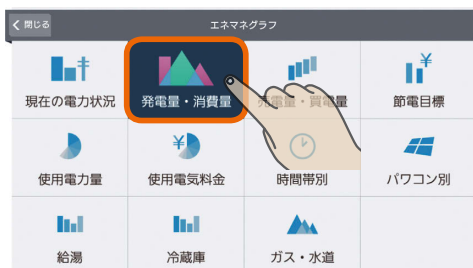 閉じる エネマネグラフ
現在の電力状況 発電量・消費量 売電量・買電量 節電目標
使用電力量 使用電気料金 時間帯別 パワコン別
給湯 冷蔵庫 ガス・水道